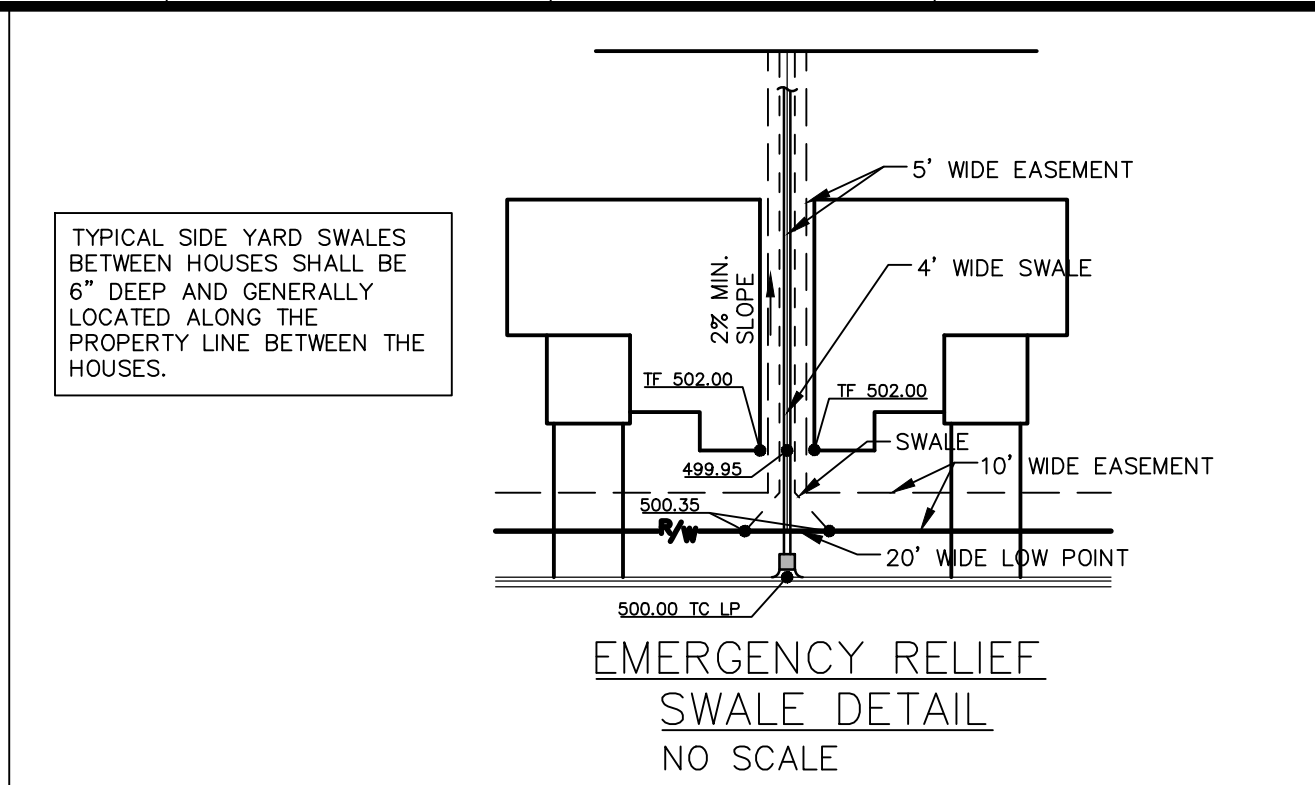 TYPICAL SIDE YARD SWALES
BETWEEN HOUSES SHALL BE
6" DEEP AND GENERALLY
LOCATED ALONG THE
PROPERTY LINE BETWEEN THE
HOUSES.
5' WIDE EASEMENT
4' WIDE SWALE
2% MIN.
SLOPE
TF 502.00
TF 502.00
SWALE
499.95
10' WIDE EASEMENT
500.35
R/W
20' WIDE LOW POINT
500.00 TC LP
EMERGENCY RELIEF
SWALE DETAIL
NO SCALE